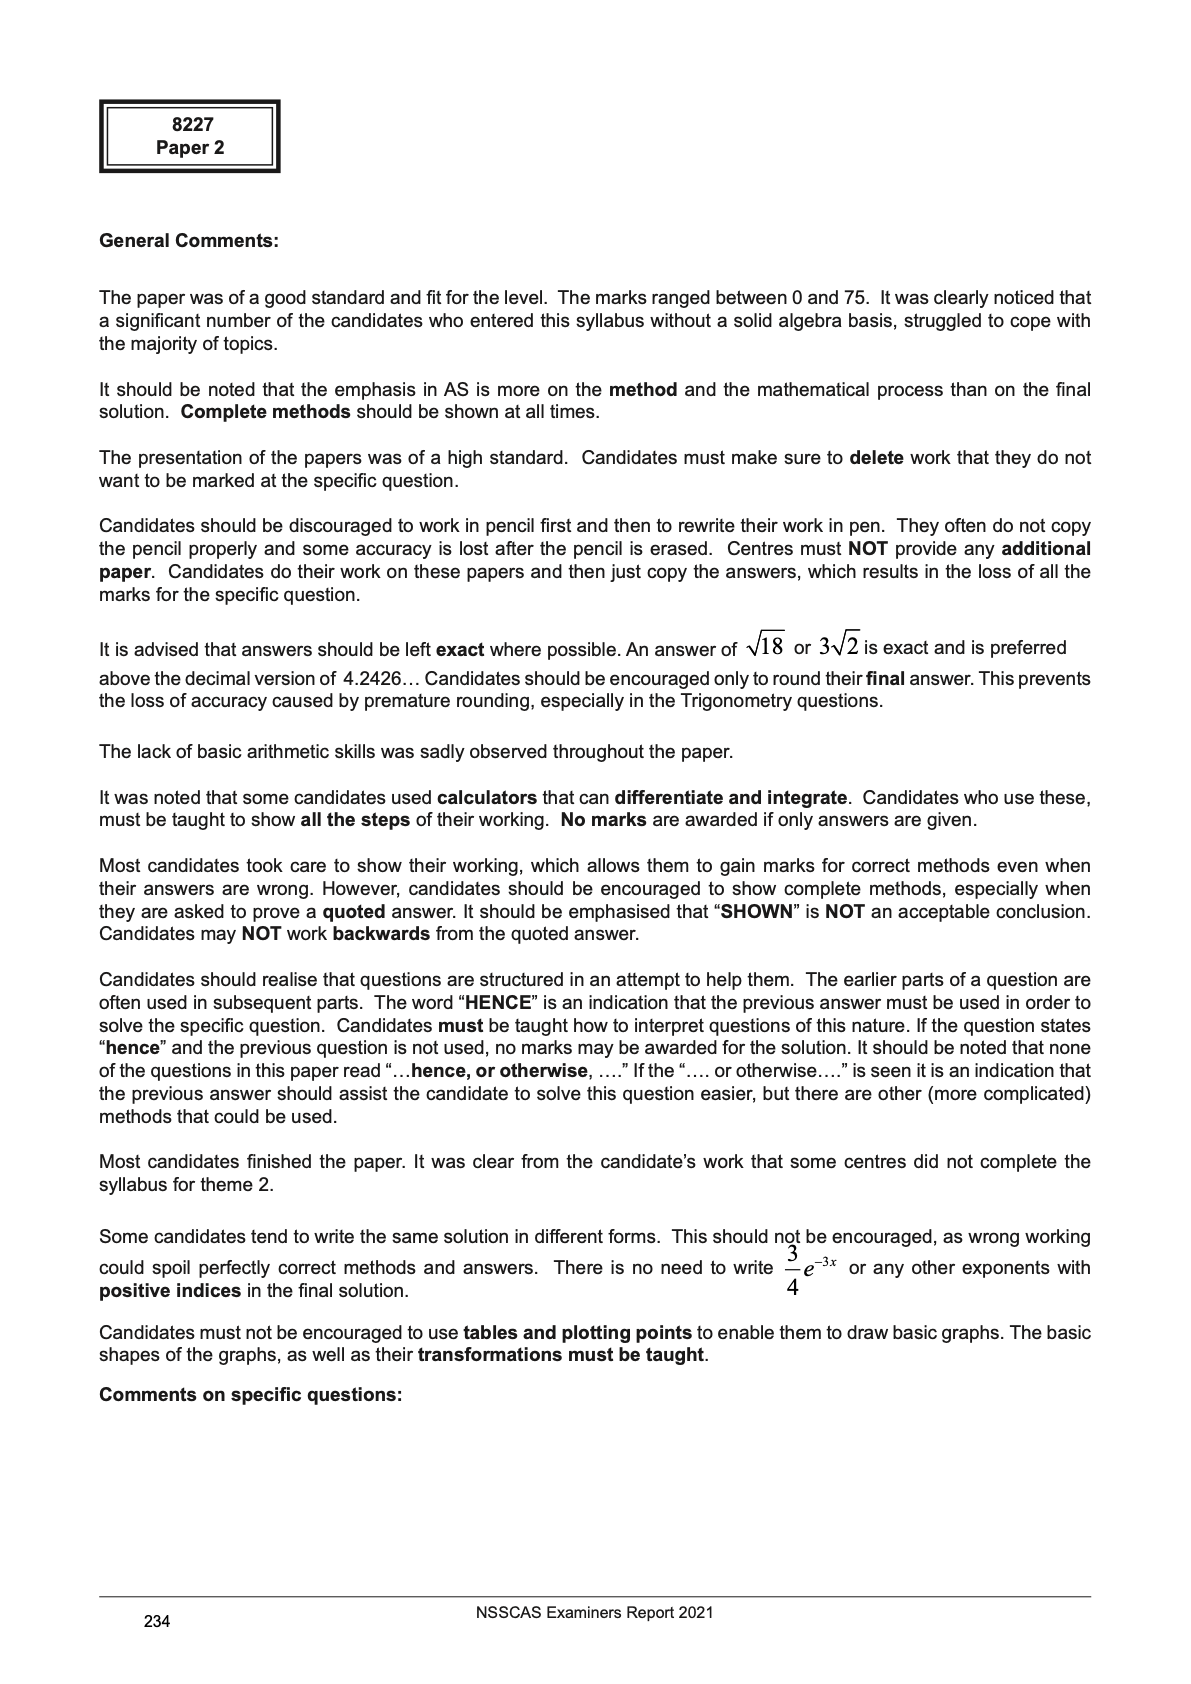 8227
Paper 2
General Comments:
The paper was of a good standard and fit for the level.  The marks ranged between 0 and 75.  It was clearly noticed that
a significant number of the candidates who entered this syllabus without a solid algebra basis, struggled to cope with
the majority of topics.
It should be noted that the emphasis in AS is more on the method and the mathematical process than on the final
solution.  Complete methods should be shown at all times.
The presentation of the papers was of a high standard.  Candidates must make sure to delete work that they do not
want to be marked at the specific question.
Candidates should be discouraged to work in pencil first and then to rewrite their work in pen.  They often do not copy
the pencil properly and some accuracy is lost after the pencil is erased.  Centres must NOT provide any additional
paper.  Candidates do their work on these papers and then just copy the answers, which results in the loss of all the
marks for the specific question.
It is advised that answers should be left exact where possible. An answer of √18 or 3√2 is exact and is preferred
above the decimal version of 4.2426… Candidates should be encouraged only to round their final answer. This prevents
the loss of accuracy caused by premature rounding, especially in the Trigonometry questions.
The lack of basic arithmetic skills was sadly observed throughout the paper.
It was noted that some candidates used calculators that can differentiate and integrate.  Candidates who use these,
must be taught to show all the steps of their working.  No marks are awarded if only answers are given.
Most candidates took care to show their working, which allows them to gain marks for correct methods even when
their answers are wrong. However, candidates should be encouraged to show complete methods, especially when
they are asked to prove a quoted answer. It should be emphasised that “SHOWN” is NOT an acceptable conclusion.
Candidates may NOT work backwards from the quoted answer.
Candidates should realise that questions are structured in an attempt to help them.  The earlier parts of a question are
often used in subsequent parts.  The word “HENCE” is an indication that the previous answer must be used in order to
solve the specific question.  Candidates must be taught how to interpret questions of this nature. If the question states
“hence” and the previous question is not used, no marks may be awarded for the solution. It should be noted that none
of the questions in this paper read “…hence, or otherwise, ….” If the “…. or otherwise….” is seen it is an indication that
the previous answer should assist the candidate to solve this question easier, but there are other (more complicated)
methods that could be used.
Most candidates finished the paper. It was clear from the candidate’s work that some centres did not complete the
syllabus for theme 2.
Some candidates tend to write the same solution in different forms.  This should not be encouraged, as wrong working
could spoil perfectly correct methods and answers.  There is no need to write 3/4 e⁻³ˣ or any other exponents with
positive indices in the final solution.
Candidates must not be encouraged to use tables and plotting points to enable them to draw basic graphs. The basic
shapes of the graphs, as well as their transformations must be taught.
Comments on specific questions:
234
NSSCAS Examiners Report 2021